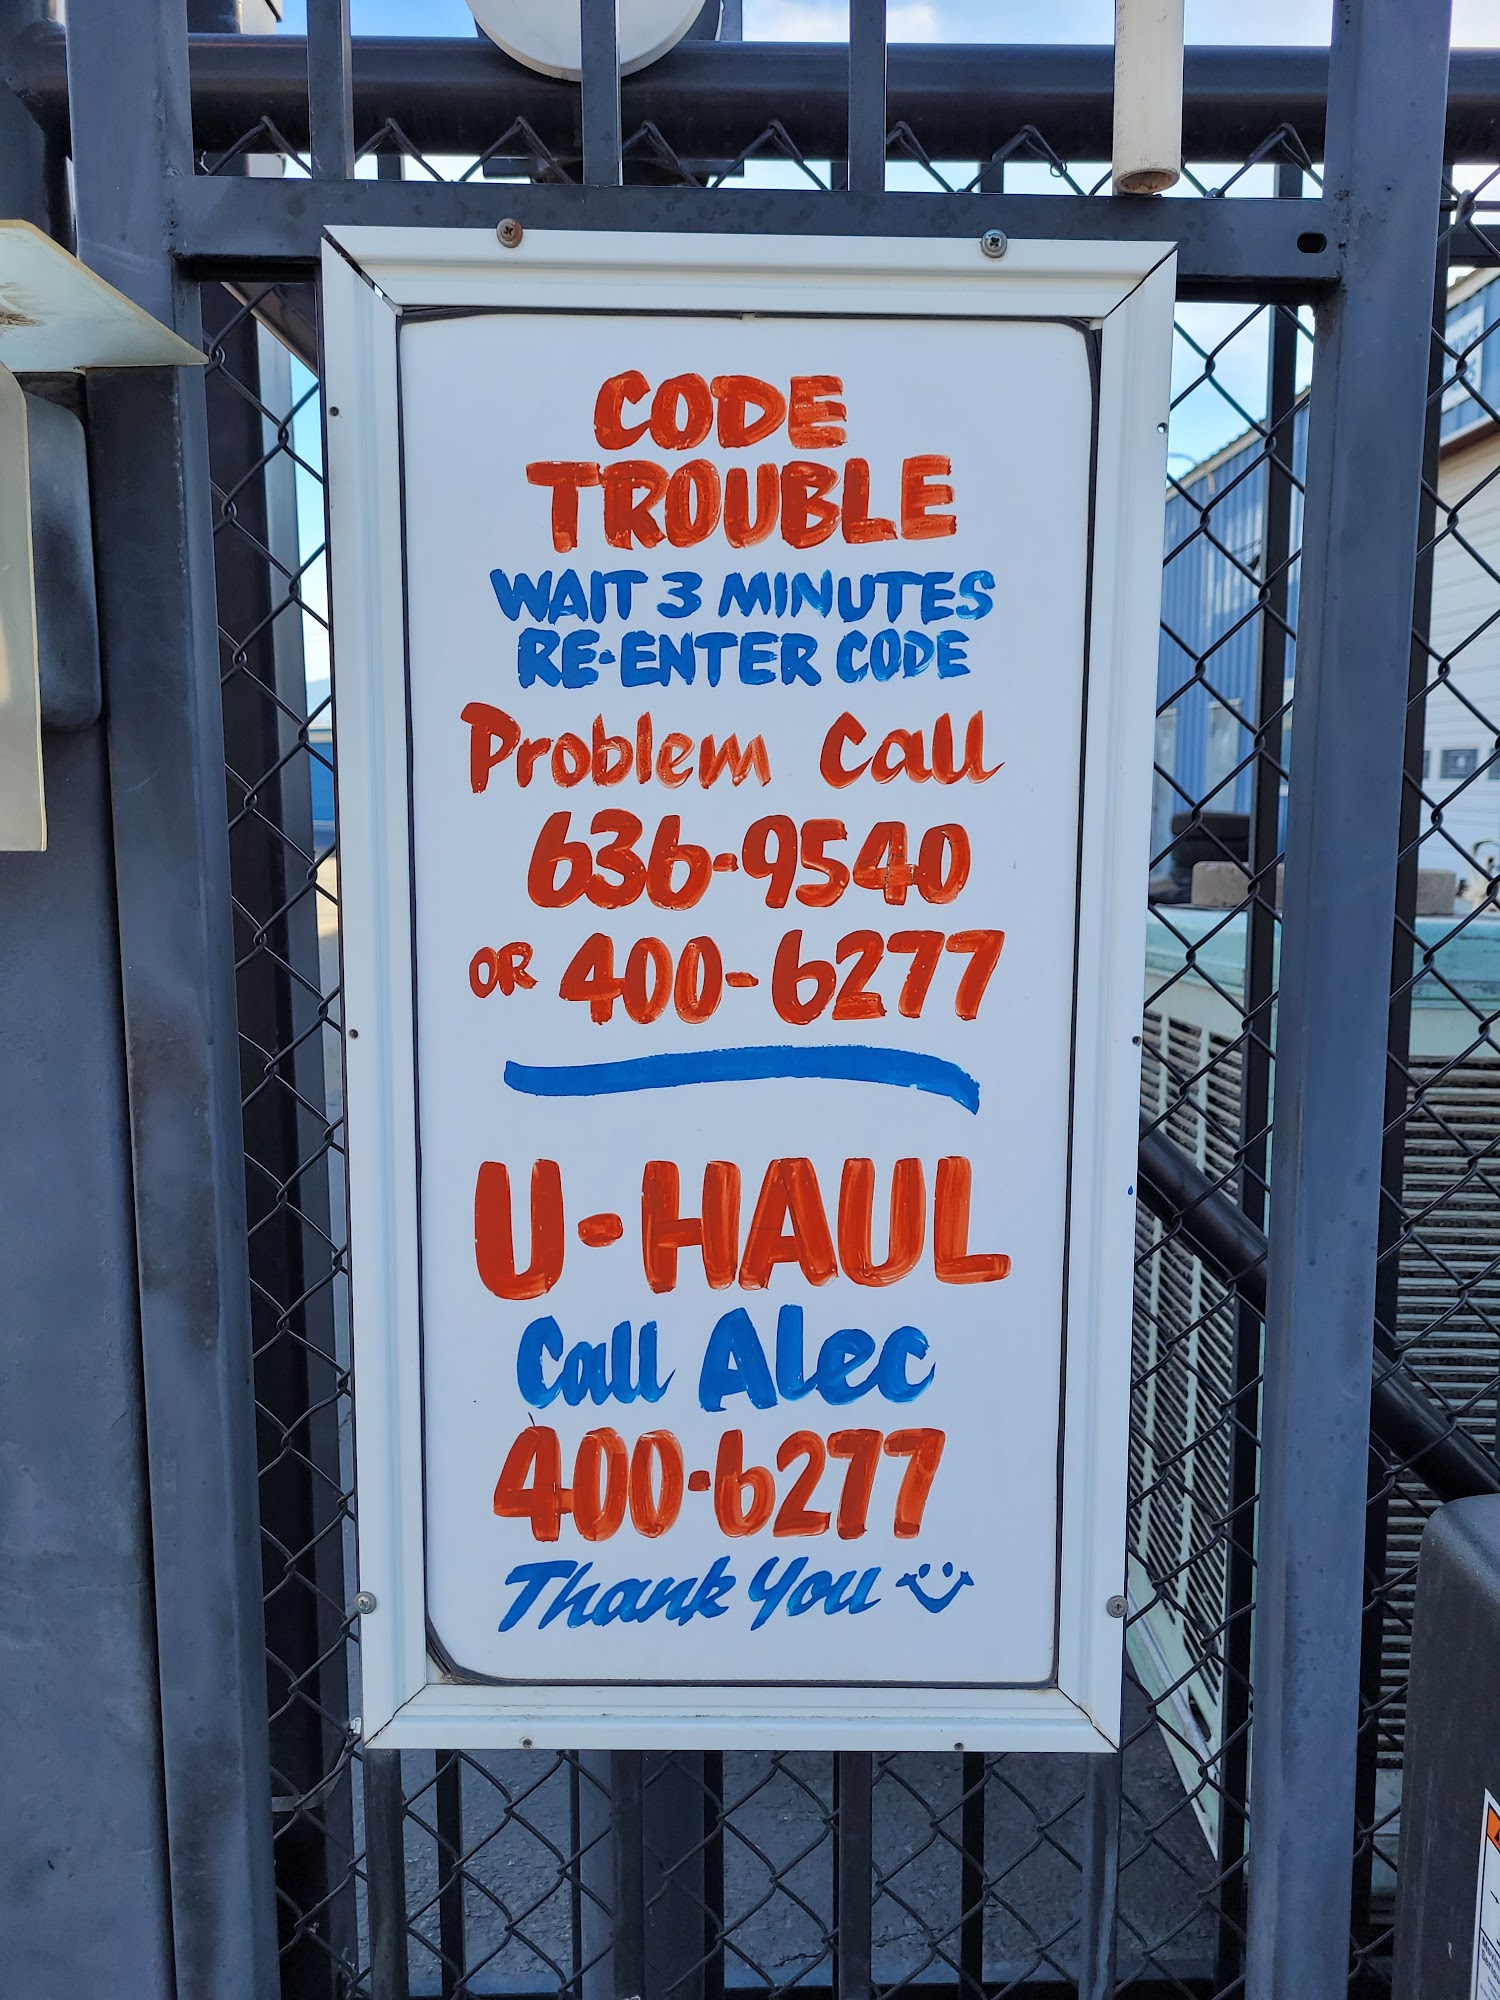 CODE
TROUBLE
WAIT 3 MINUTES
RE-ENTER CODE
Problem Call
636-9540
OR 400-6277
U-HAUL
Call Alec
400-6277
Thank You